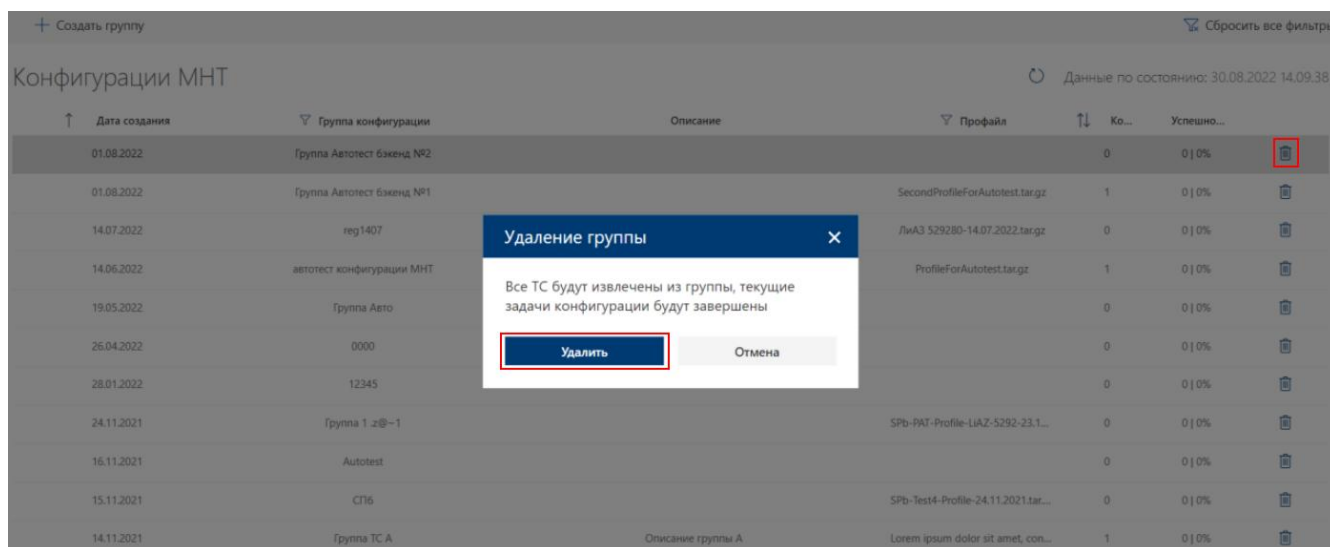 Создать группу
Сбросить все фильтры
Конфигурации МНТ
Данные по состоянию: 30.08.2022 14.09.38
Дата создания Группа конфигурации Описание Профайл Ко... Успешно...
01.08.2022 Группа Автотест бэкенд №2 0 0 | 0%
01.08.2022 Группа Автотест бэкенд №1 SecondProfileForAutotest.tar.gz 1 0 | 0%
14.07.2022 reg1407 ЛиАЗ 529280-14.07.2022.tar.gz 0 0 | 0%
14.06.2022 автотест конфигурации МНТ ProfileForAutotest.tar.gz 1 0 | 0%
19.05.2022 Группа Авто 0 0 | 0%
26.04.2022 0000 0 0 | 0%
28.01.2022 12345 0 0 | 0%
24.11.2021 Группа 1 .z@~1 SPb-PAT-Profile-LiAZ-5292-23.1... 0 0 | 0%
16.11.2021 Autotest 0 0 | 0%
15.11.2021 СПб SPb-Test4-Profile-24.11.2021.tar.... 0 0 | 0%
14.11.2021 Группа ТС А Описание группы А Lorem ipsum dolor sit amet, con... 1 0 | 0%
Удаление группы
Все ТС будут извлечены из группы, текущие
задачи конфигурации будут завершены
Удалить Отмена